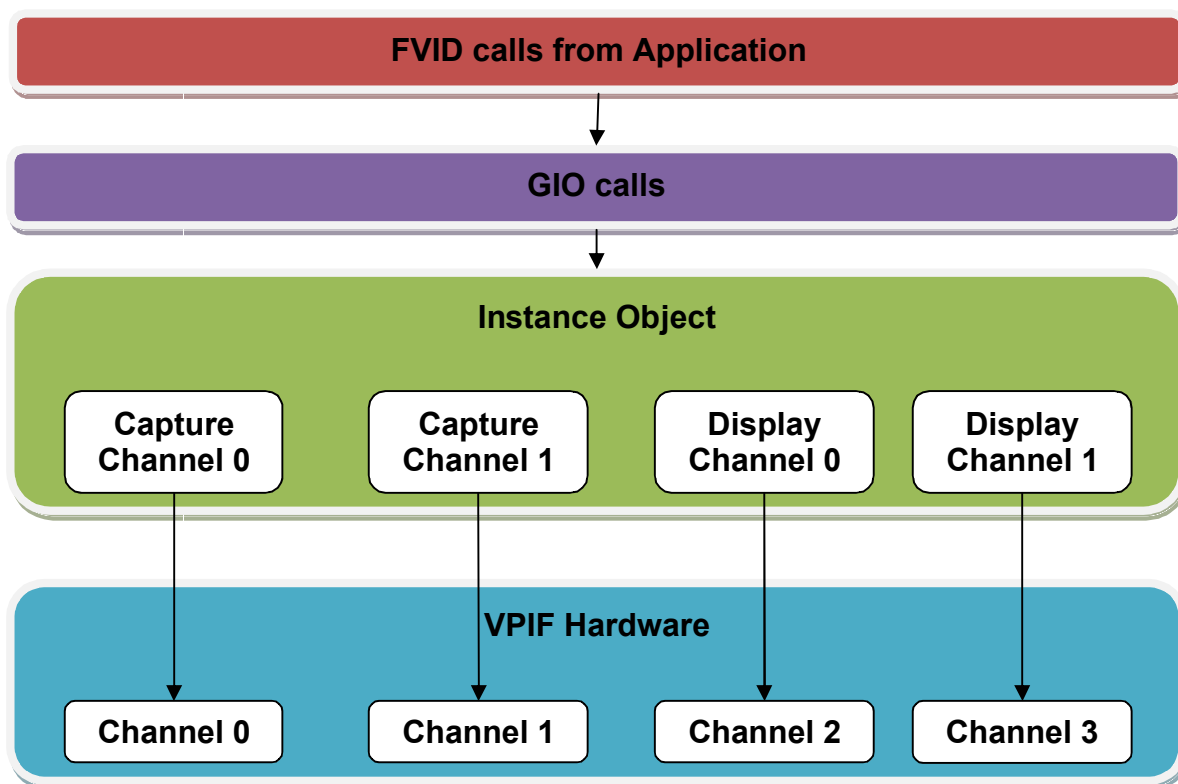 FVID calls from Application
GIO calls
Instance Object
Capture
Channel 0
Capture
Channel 1
Display
Channel 0
Display
Channel 1
VPIF Hardware
Channel 0
Channel 1
Channel 2
Channel 3